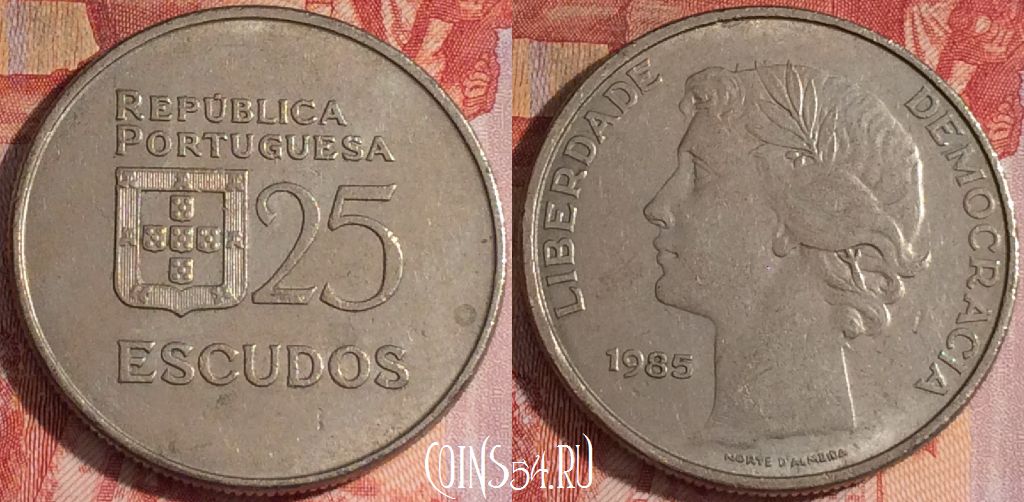 REPÚBLICA
PORTUGUESA
25
ESCUDOS
LIBERDADE
DEMOCRACIA
1985
NORTE D'ALMEIDA
COINS54.RU